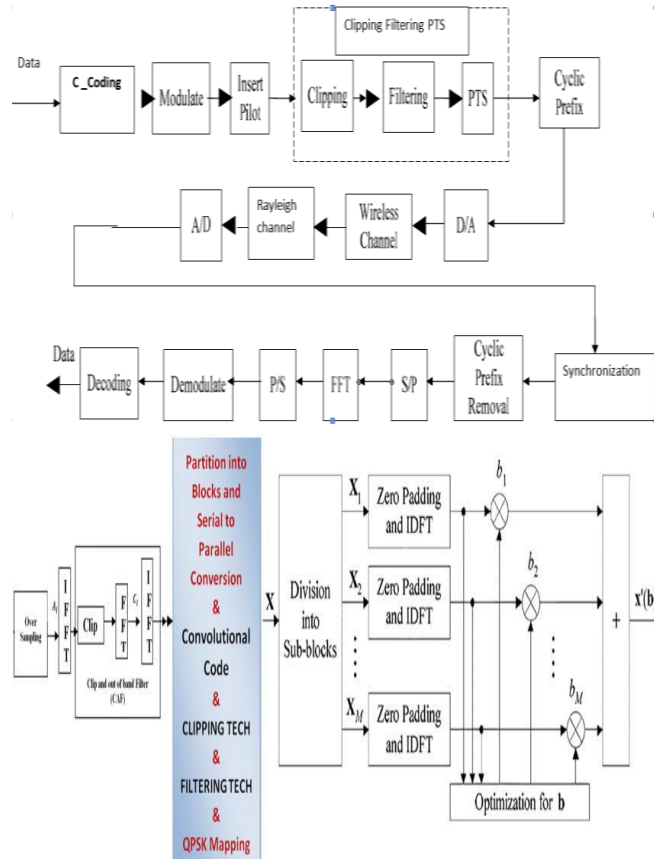 Clipping Filtering PTS
Data
C _Coding
Modulate
Insert
Pilot
Clipping
Filtering
PTS
Cyclic
Prefix
A/D
Rayleigh
channel
Wireless
Channel
D/A
Data
Decoding
Demodulate
P/S
FFT
S/P
Cyclic
Prefix
Removal
Synchronization
Over
Sampling
I
F
F
T
Clip
F
F
T
I
F
F
T
Clip and out of band Filter
(CAF)
Partition into
Blocks and
Serial to
Parallel
Conversion
&
Convolutional
Code
&
CLIPPING TECH
&
FILTERING TECH
&
QPSK Mapping
X
Division
into
Sub-blocks
X₁
Zero Padding
and IDFT
b₁
X₂
Zero Padding
and IDFT
b₂
X_M
Zero Padding
and IDFT
b_M
Optimization for b
+
x'(b)